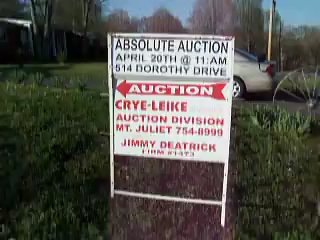 ABSOLUTE AUCTION
APRIL 20TH @ 11:AM
514 DOROTHY DRIVE
AUCTION
CRYE-LEIKE
AUCTION DIVISION
MT. JULIET 754-8999
JIMMY DEATRICK
FIRM